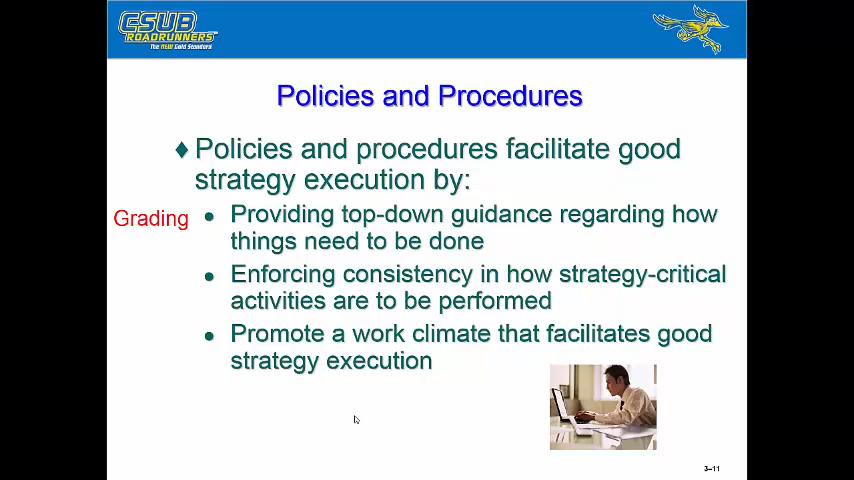 CSUB
ROADRUNNERS
The NEW Gold Standard
Policies and Procedures
♦ Policies and procedures facilitate good
strategy execution by:
Grading
● Providing top-down guidance regarding how
things need to be done
● Enforcing consistency in how strategy-critical
activities are to be performed
● Promote a work climate that facilitates good
strategy execution
3–11